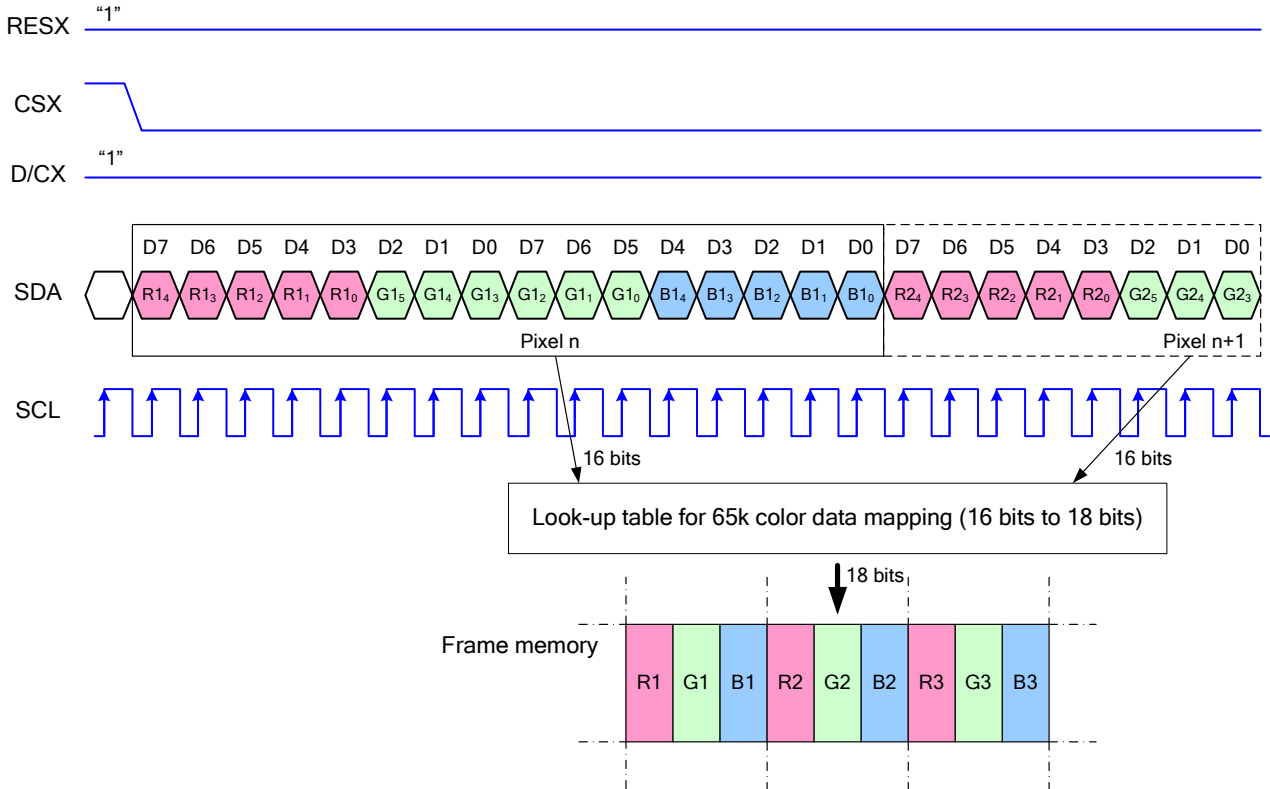 RESX “1”
CSX
D/CX “1”
D7 D6 D5 D4 D3 D2 D1 D0 D7 D6 D5 D4 D3 D2 D1 D0 D7 D6 D5 D4 D3 D2 D1 D0
SDA R1₄ R1₃ R1₂ R1₁ R1₀ G1₅ G1₄ G1₃ G1₂ G1₁ G1₀ B1₄ B1₃ B1₂ B1₁ B1₀ R2₄ R2₃ R2₂ R2₁ R2₀ G2₅ G2₄ G2₃
Pixel n Pixel n+1
SCL
16 bits 16 bits
Look-up table for 65k color data mapping (16 bits to 18 bits)
18 bits
Frame memory
R1 G1 B1 R2 G2 B2 R3 G3 B3